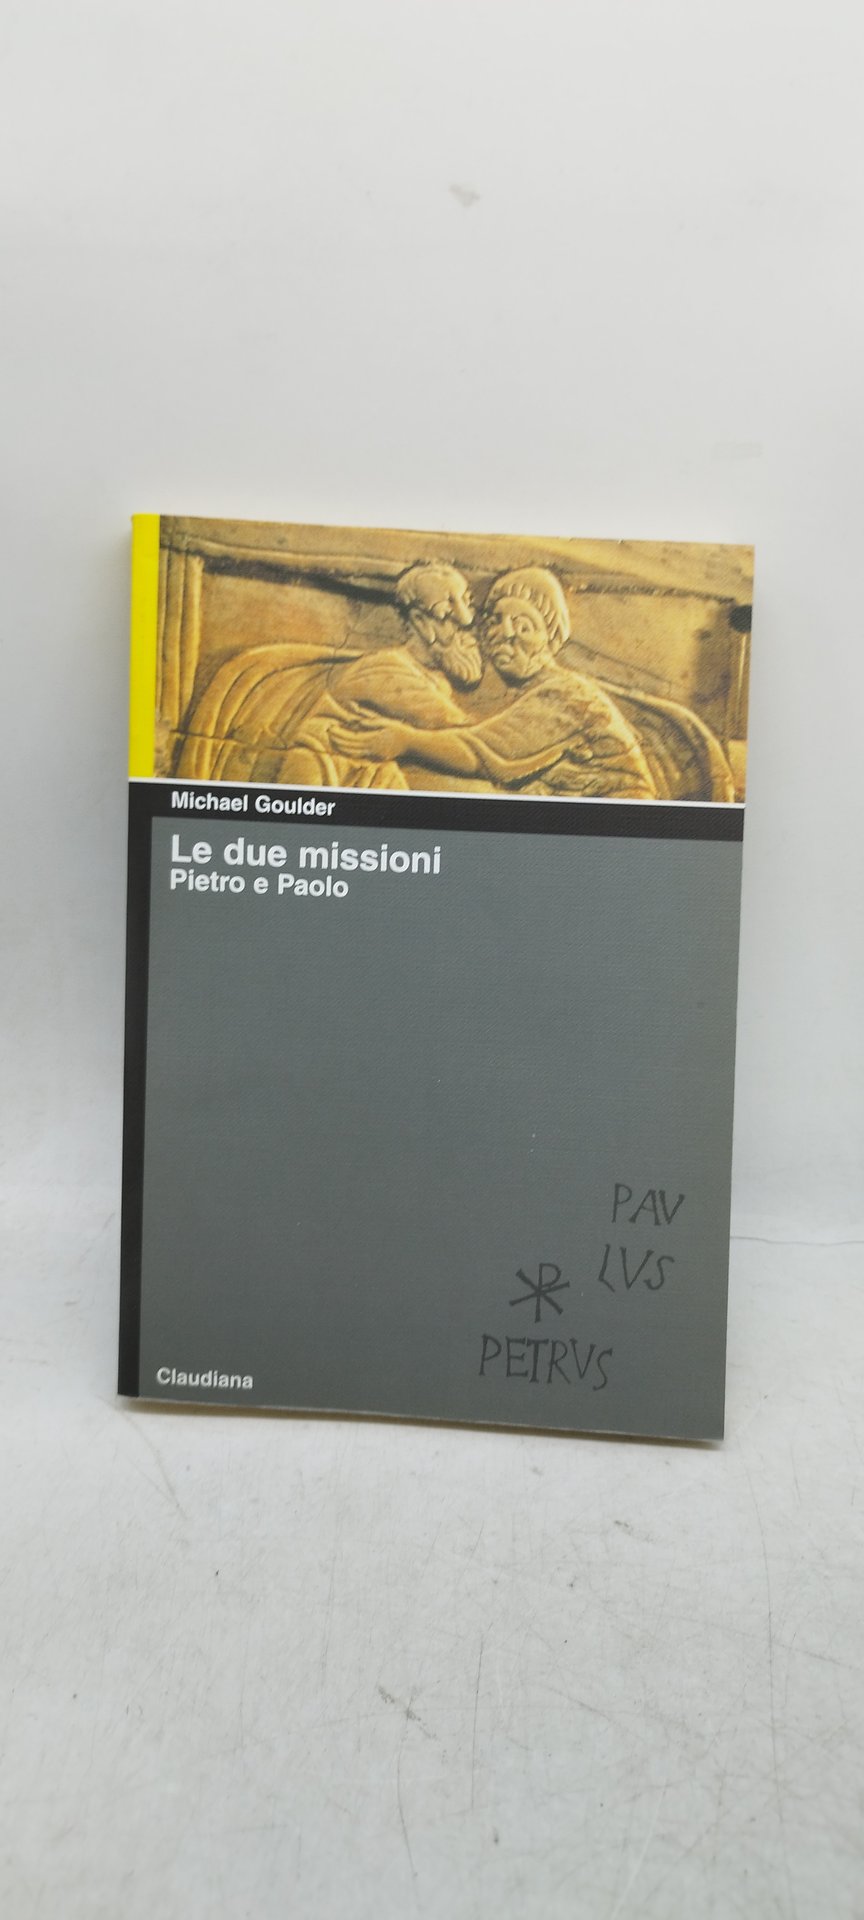 Michael Goulder
Le due missioni
Pietro e Paolo
PAV
LVS
PETRVS
Claudiana